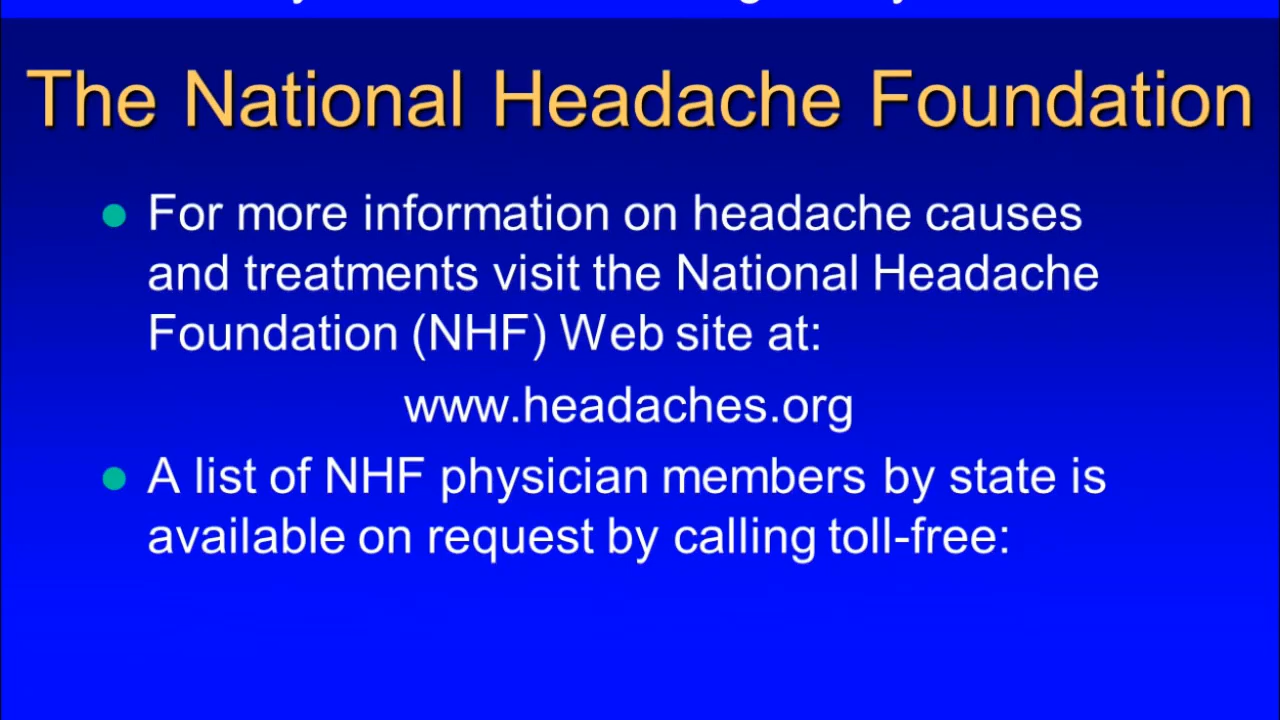 The National Headache Foundation
For more information on headache causes
and treatments visit the National Headache
Foundation (NHF) Web site at:
www.headaches.org
A list of NHF physician members by state is
available on request by calling toll-free: